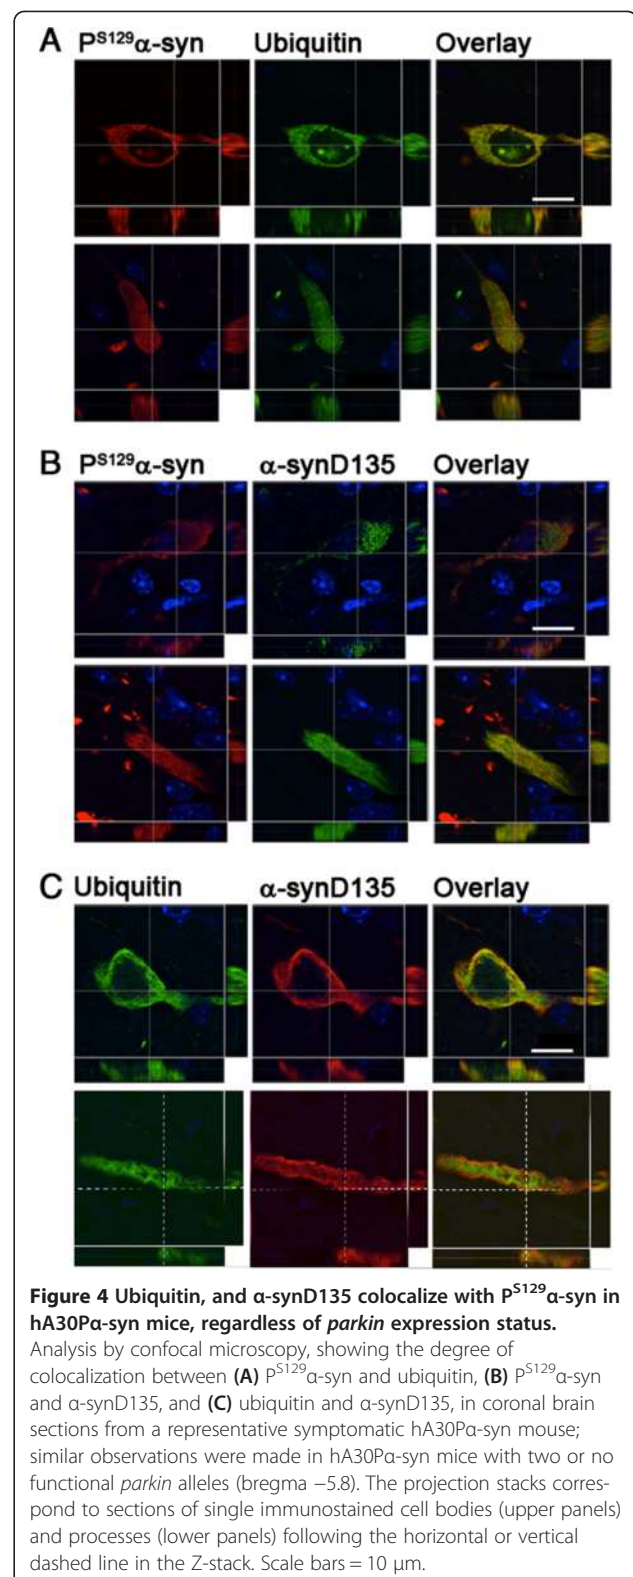 A P^S129α-syn Ubiquitin Overlay
B P^S129α-syn α-synD135 Overlay
C Ubiquitin α-synD135 Overlay
Figure 4 Ubiquitin, and α-synD135 colocalize with P^S129α-syn in
hA30Pα-syn mice, regardless of parkin expression status.
Analysis by confocal microscopy, showing the degree of
colocalization between (A) P^S129α-syn and ubiquitin, (B) P^S129α-syn
and α-synD135, and (C) ubiquitin and α-synD135, in coronal brain
sections from a representative symptomatic hA30Pα-syn mouse;
similar observations were made in hA30Pα-syn mice with two or no
functional parkin alleles (bregma −5.8). The projection stacks corres-
pond to sections of single immunostained cell bodies (upper panels)
and processes (lower panels) following the horizontal or vertical
dashed line in the Z-stack. Scale bars = 10 μm.